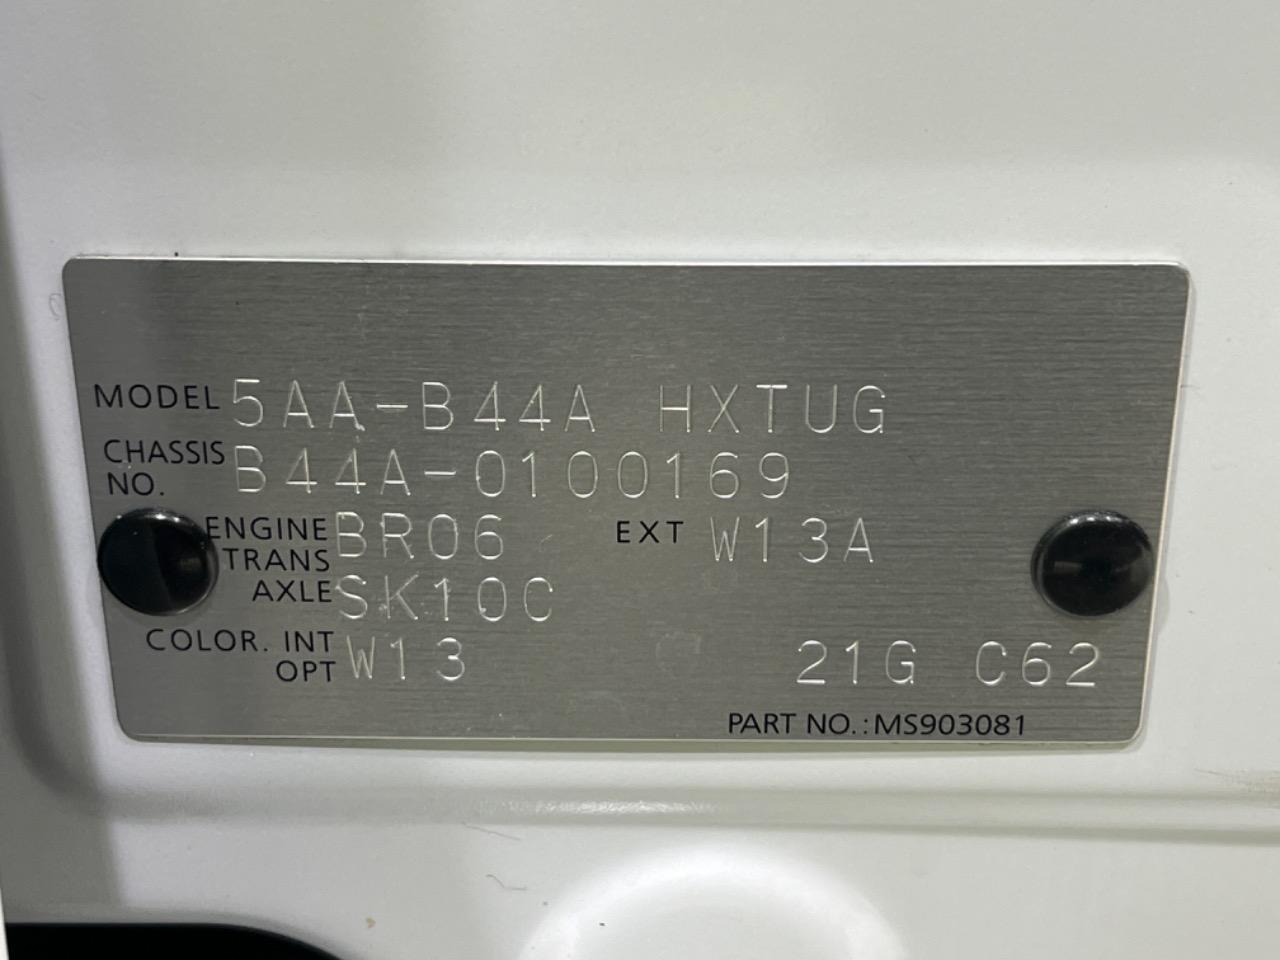 MODEL 5AA-B44A HXTUG
CHASSIS NO. B44A-0100169
ENGINE BR06 EXT W13A
TRANS AXLE SK10C
COLOR. INT OPT W13 21G C62
PART NO.: MS903081